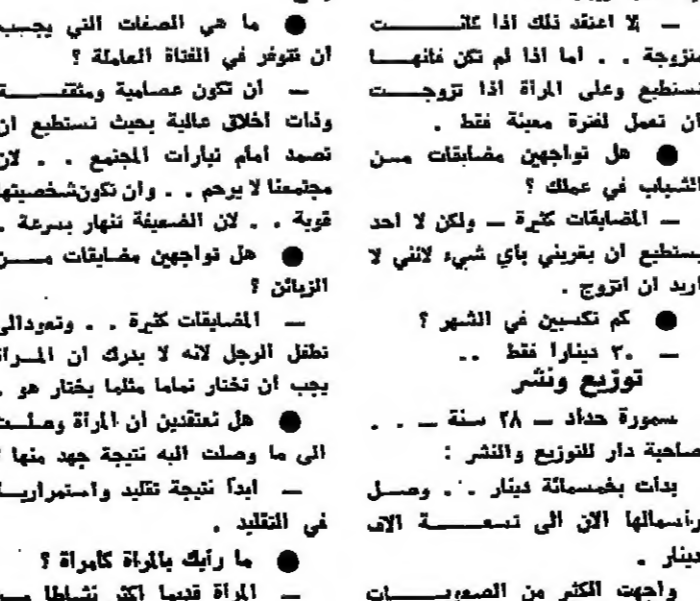 – لا اعتقد ذلك اذا كانت
متزوجة . . اما اذا لم تكن فانها
تستطيع وعلى المرأة اذا تزوجت
ان تعمل لفترة معينة فقط .
● هل تواجهين مضايقات من
الشباب في عملك ؟
– المضايقات كثيرة – ولكن لا احد
يستطيع ان يغريني بأي شيء لانني لا
اريد ان اتزوج .
● كم تكسبين في الشهر ؟
– ٣٠ دينارا فقط ..
توزيع ونشر
سمورة حداد – ٢٨ سنة – . .
صاحبة دار للتوزيع والنشر :
بدات بخمسمائة دينار . . وصل
رأسمالها الان الى تسعة الاف
دينار .
واجهت الكثر من الصعوبات
● ما هي الصفات التي يجب
ان تتوفر في الفتاة العاملة ؟
– ان تكون عصامية ومثقفة
وذات اخلاق عالية بحيث تستطيع ان
تصمد امام تيارات المجتمع . . لان
مجتمعنا لا يرحم . . وان تكون شخصيتها
قوية . . لان الضعيفة تنهار بسرعة .
● هل تواجهين مضايقات من
الزبائن ؟
– المضايقات كثيرة . . وتعود الى
تطفل الرجل لانه لا يدرك ان المرأة
يجب ان تختار تماما مثلما يختار هو .
● هل تعتقدين ان المرأة وصلت
الى ما وصلت اليه نتيجة جهد منها ؟
– ابدآ نتيجة تقليد واستمرارية
في التقليد .
● ما رأيك بالمرأة كامرأة ؟
– المرأة قديما اكثر نشاطا من